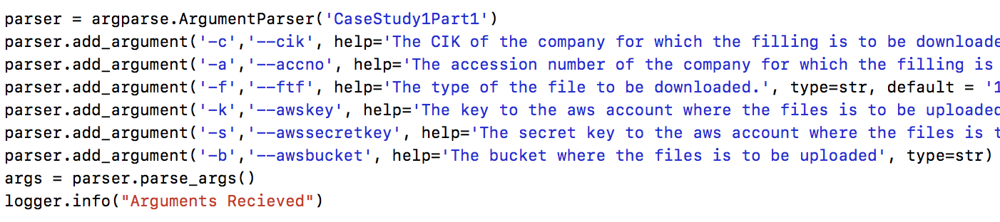 parser = argparse.ArgumentParser('CaseStudy1Part1')
parser.add_argument('-c','--cik', help='The CIK of the company for which the filling is to be downloade
parser.add_argument('-a','--accno', help='The accession number of the company for which the filling is
parser.add_argument('-f','--ftf', help='The type of the file to be downloaded.', type=str, default = '1
parser.add_argument('-k','--awskey', help='The key to the aws account where the files is to be uploaded
parser.add_argument('-s','--awssecretkey', help='The secret key to the aws account where the files is t
parser.add_argument('-b','--awsbucket', help='The bucket where the files is to be uploaded', type=str)
args = parser.parse_args()
logger.info("Arguments Recieved")